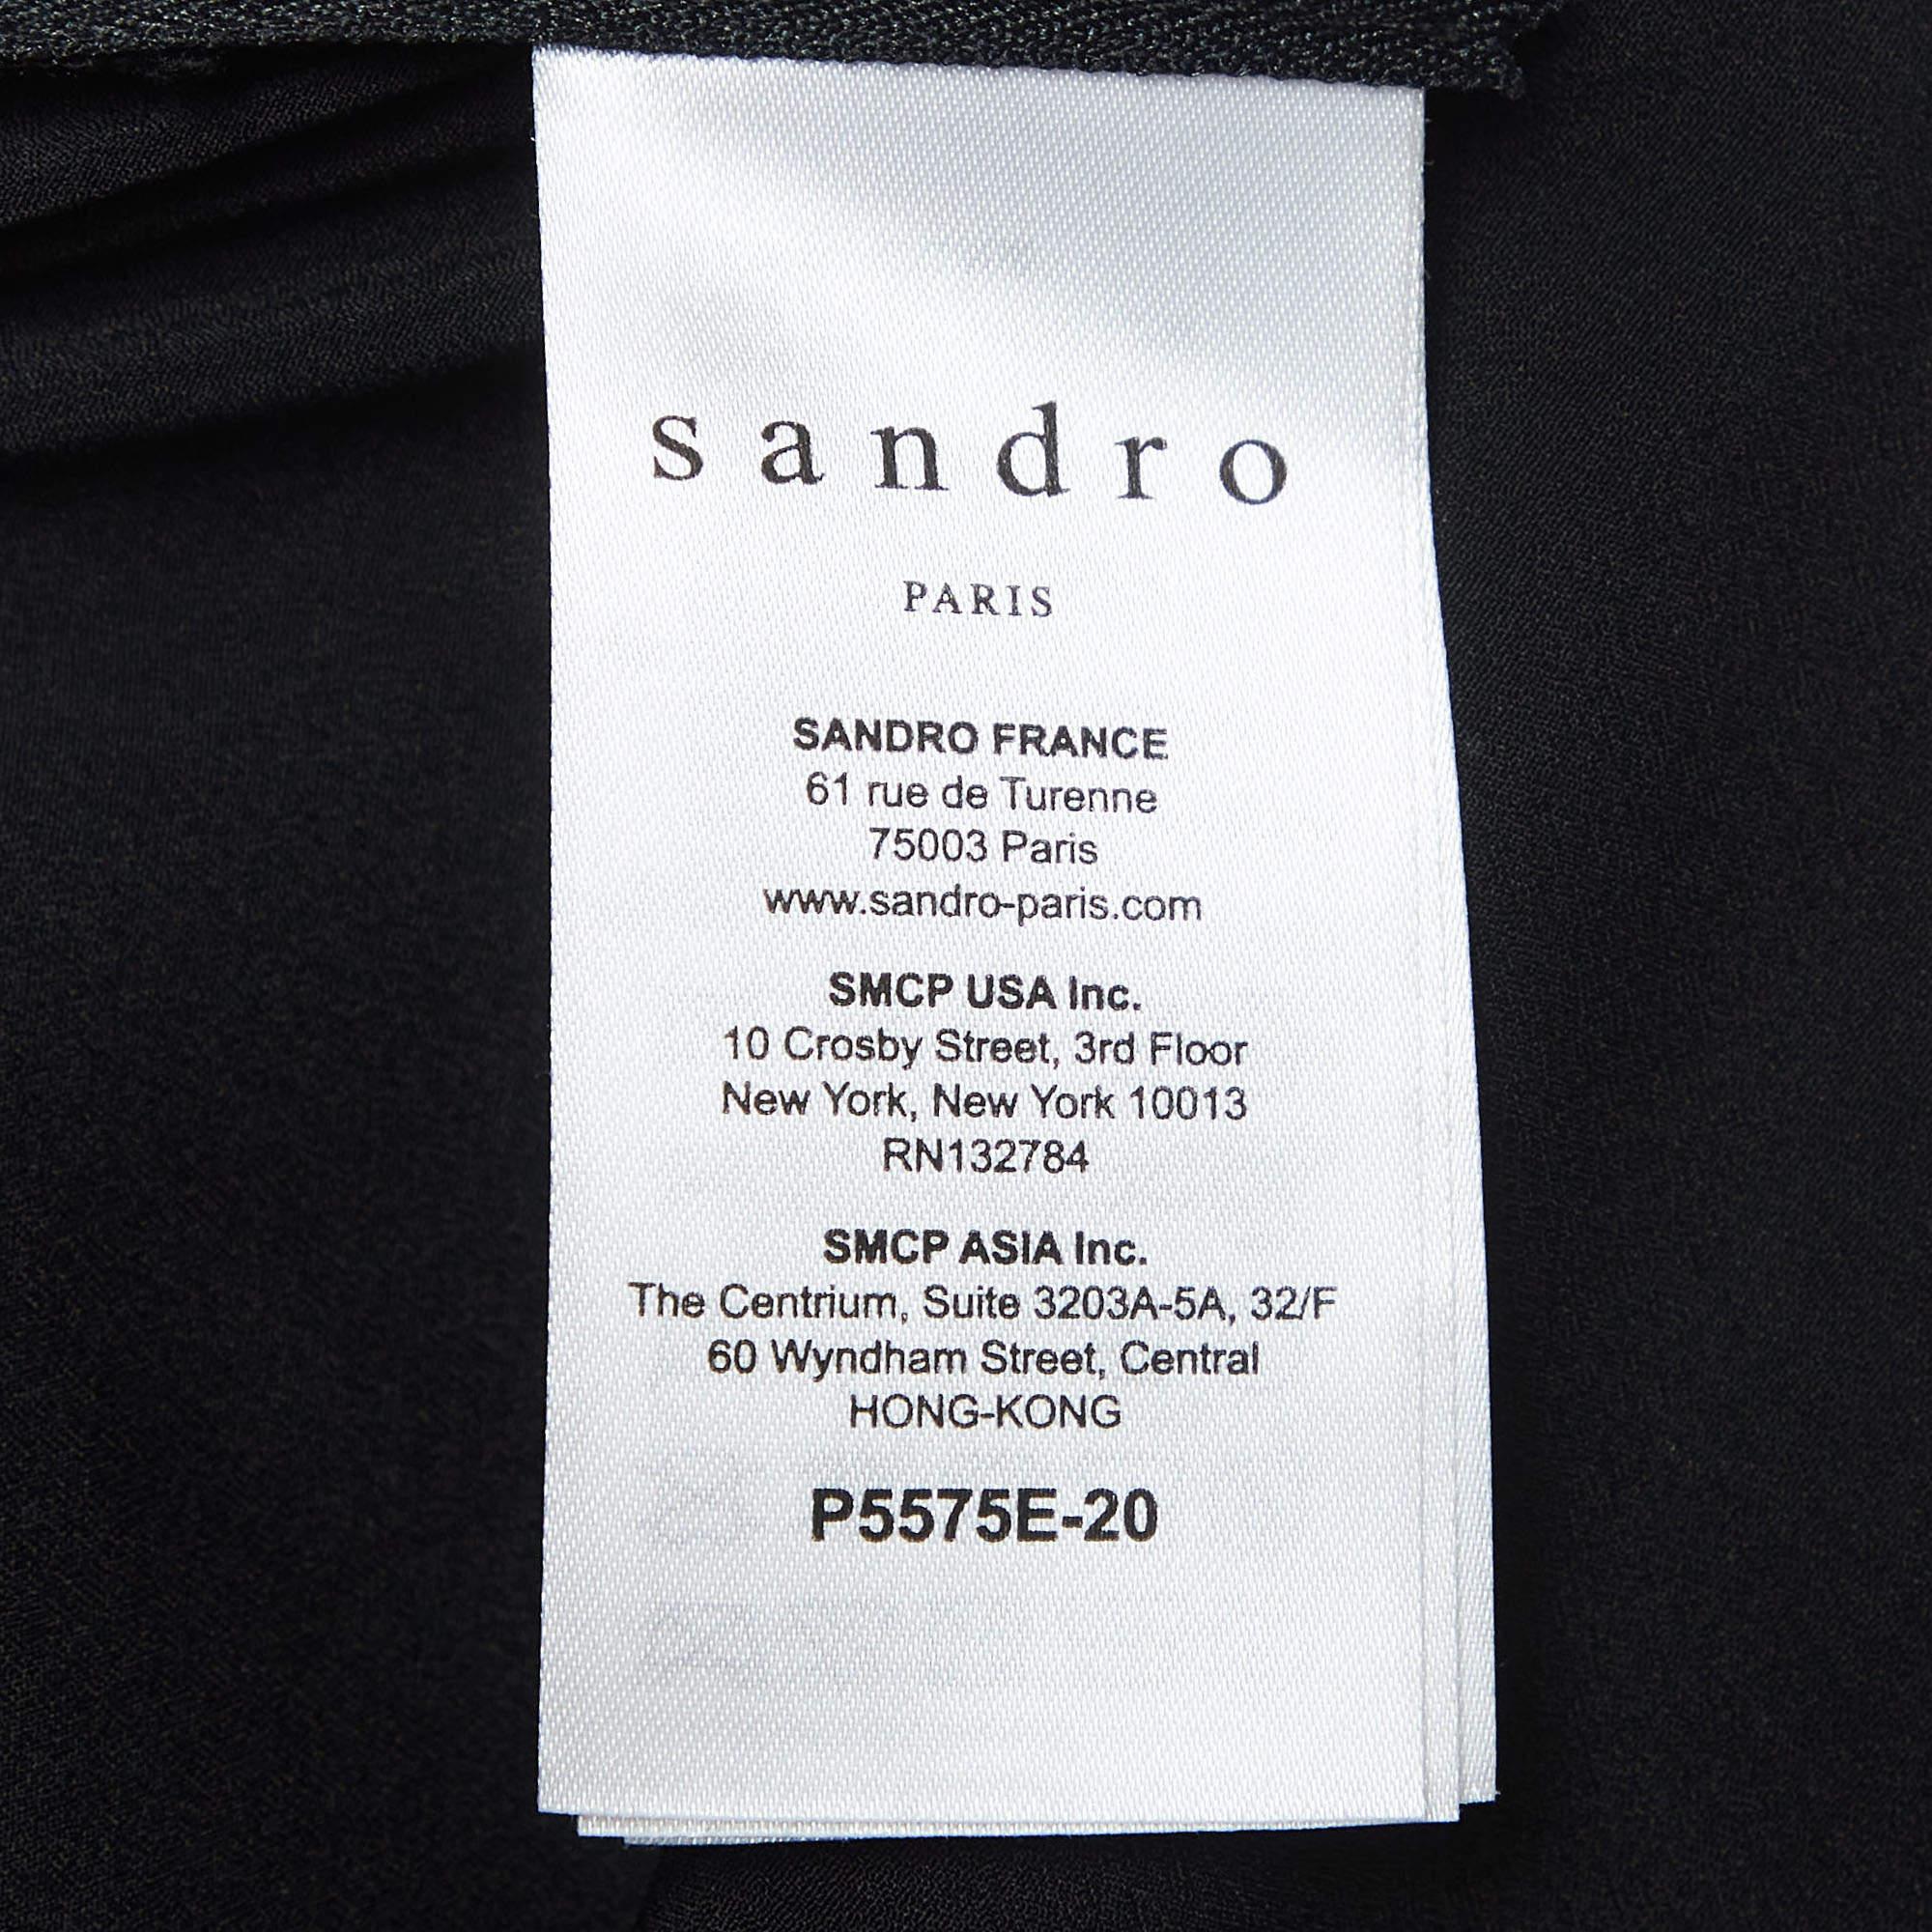 sandro
PARIS
SANDRO FRANCE
61 rue de Turenne
75003 Paris
www.sandro-paris.com
SMCP USA Inc.
10 Crosby Street, 3rd Floor
New York, New York 10013
RN132784
SMCP ASIA Inc.
The Centrium, Suite 3203A-5A, 32/F
60 Wyndham Street, Central
HONG-KONG
P5575E-20